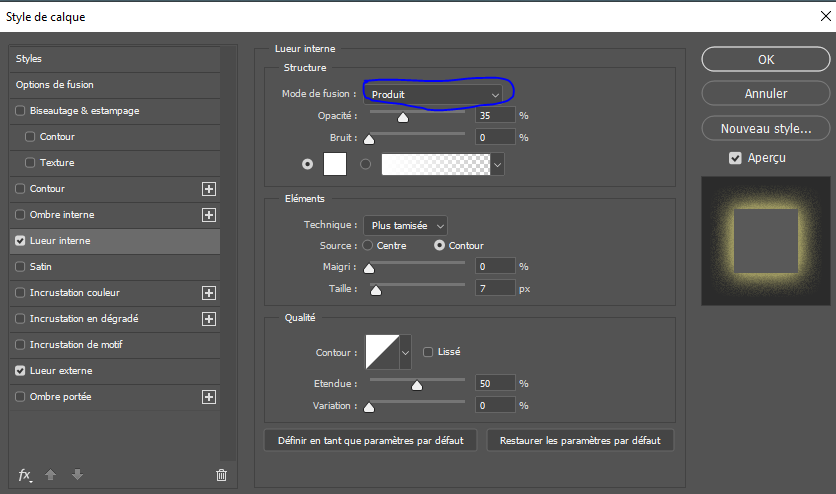 Style de calque
Styles
Options de fusion
Biseautage & estampage
Contour
Texture
Contour
Ombre interne
Lueur interne
Satin
Incrustation couleur
Incrustation en dégradé
Incrustation de motif
Lueur externe
Ombre portée
fx
Lueur interne
Structure
Mode de fusion : Produit
Opacité : 35 %
Bruit : 0 %
Eléments
Technique : Plus tamisée
Source : Centre Contour
Maigri : 0 %
Taille : 7 px
Qualité
Contour : Lissé
Etendue : 50 %
Variation : 0 %
Définir en tant que paramètres par défaut
Restaurer les paramètres par défaut
OK
Annuler
Nouveau style...
Aperçu